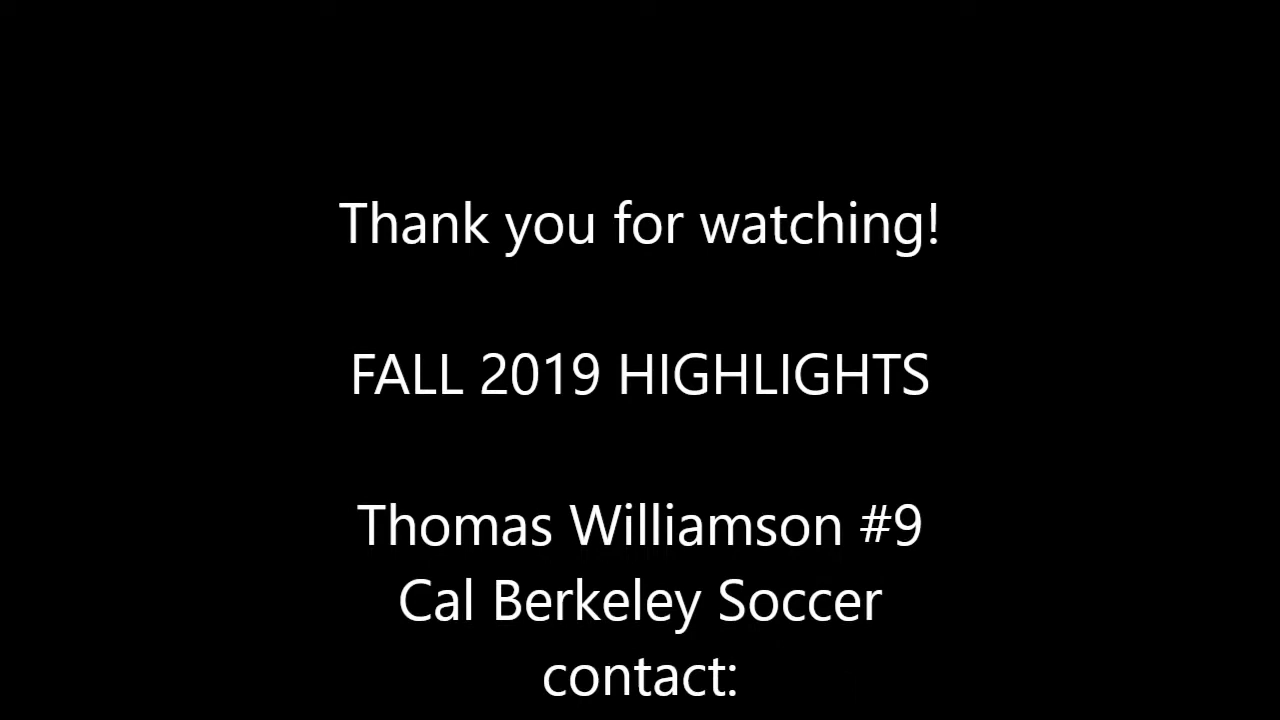 Thank you for watching!
FALL 2019 HIGHLIGHTS
Thomas Williamson #9
Cal Berkeley Soccer
contact: